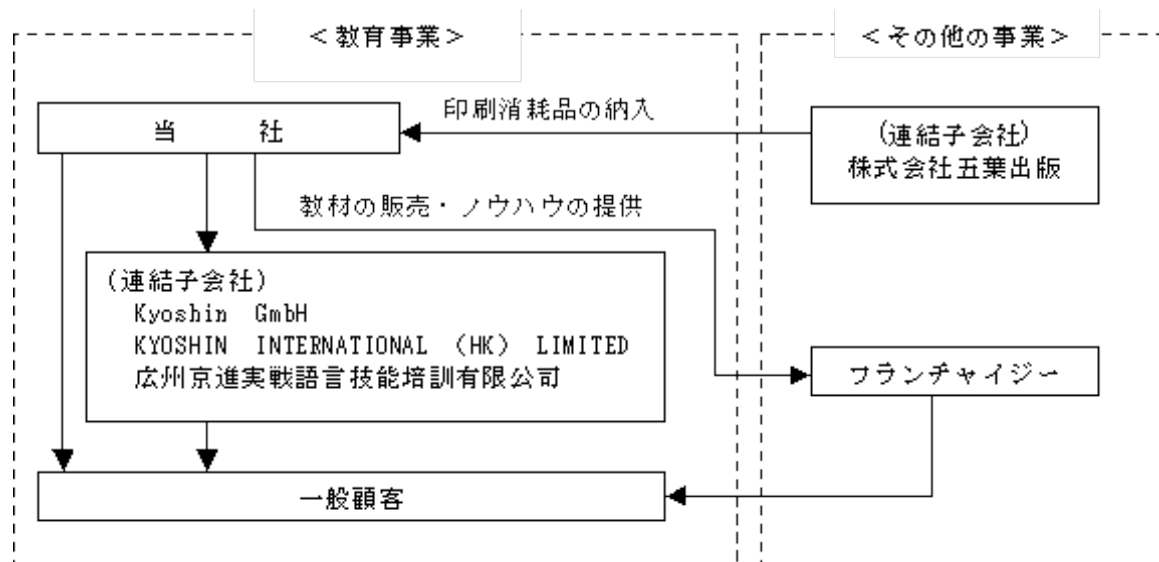 ＜教育事業＞
＜その他の事業＞
印刷消耗品の納入
当　　社
(連結子会社)
株式会社五葉出版
教材の販売・ノウハウの提供
(連結子会社)
Kyoshin GmbH
KYOSHIN INTERNATIONAL (HK) LIMITED
広州京進実戦語言技能培訓有限公司
フランチャイジー
一般顧客